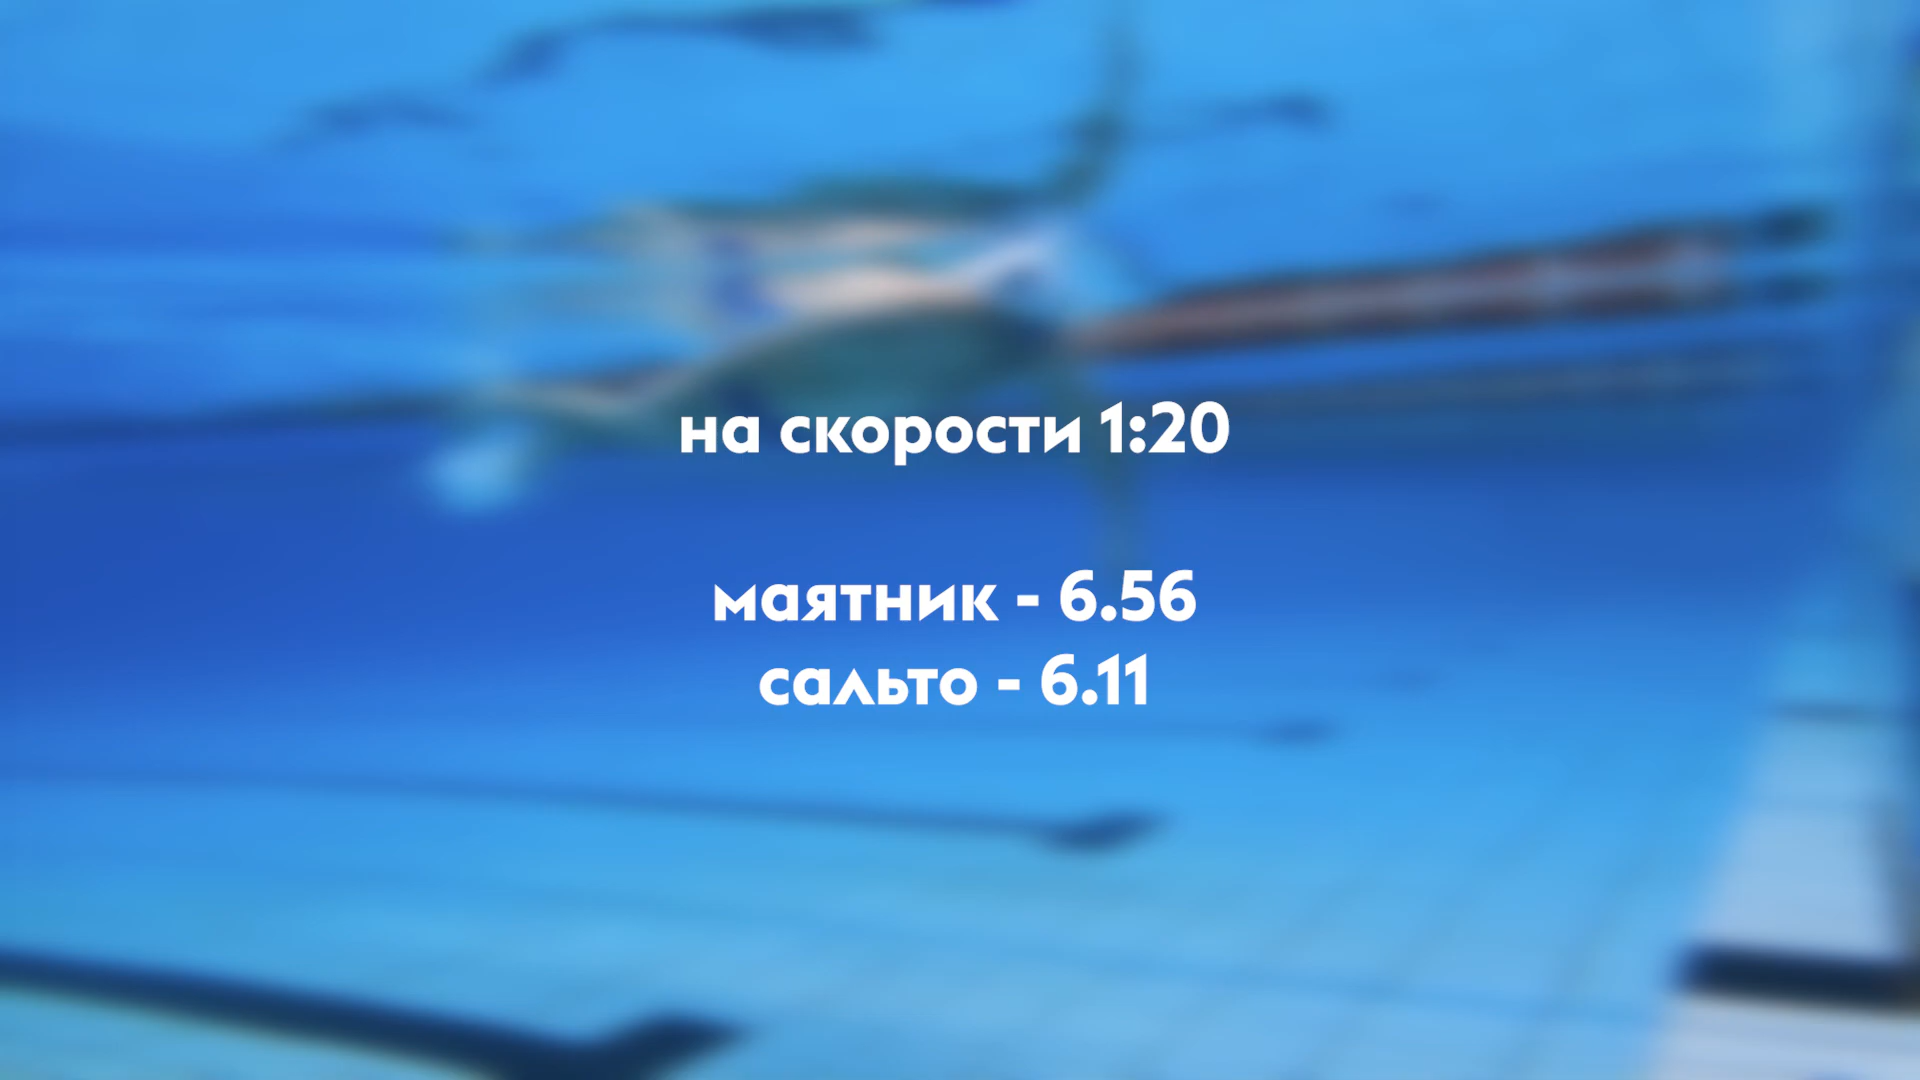 на скорости 1:20
маятник - 6.56
сальто - 6.11